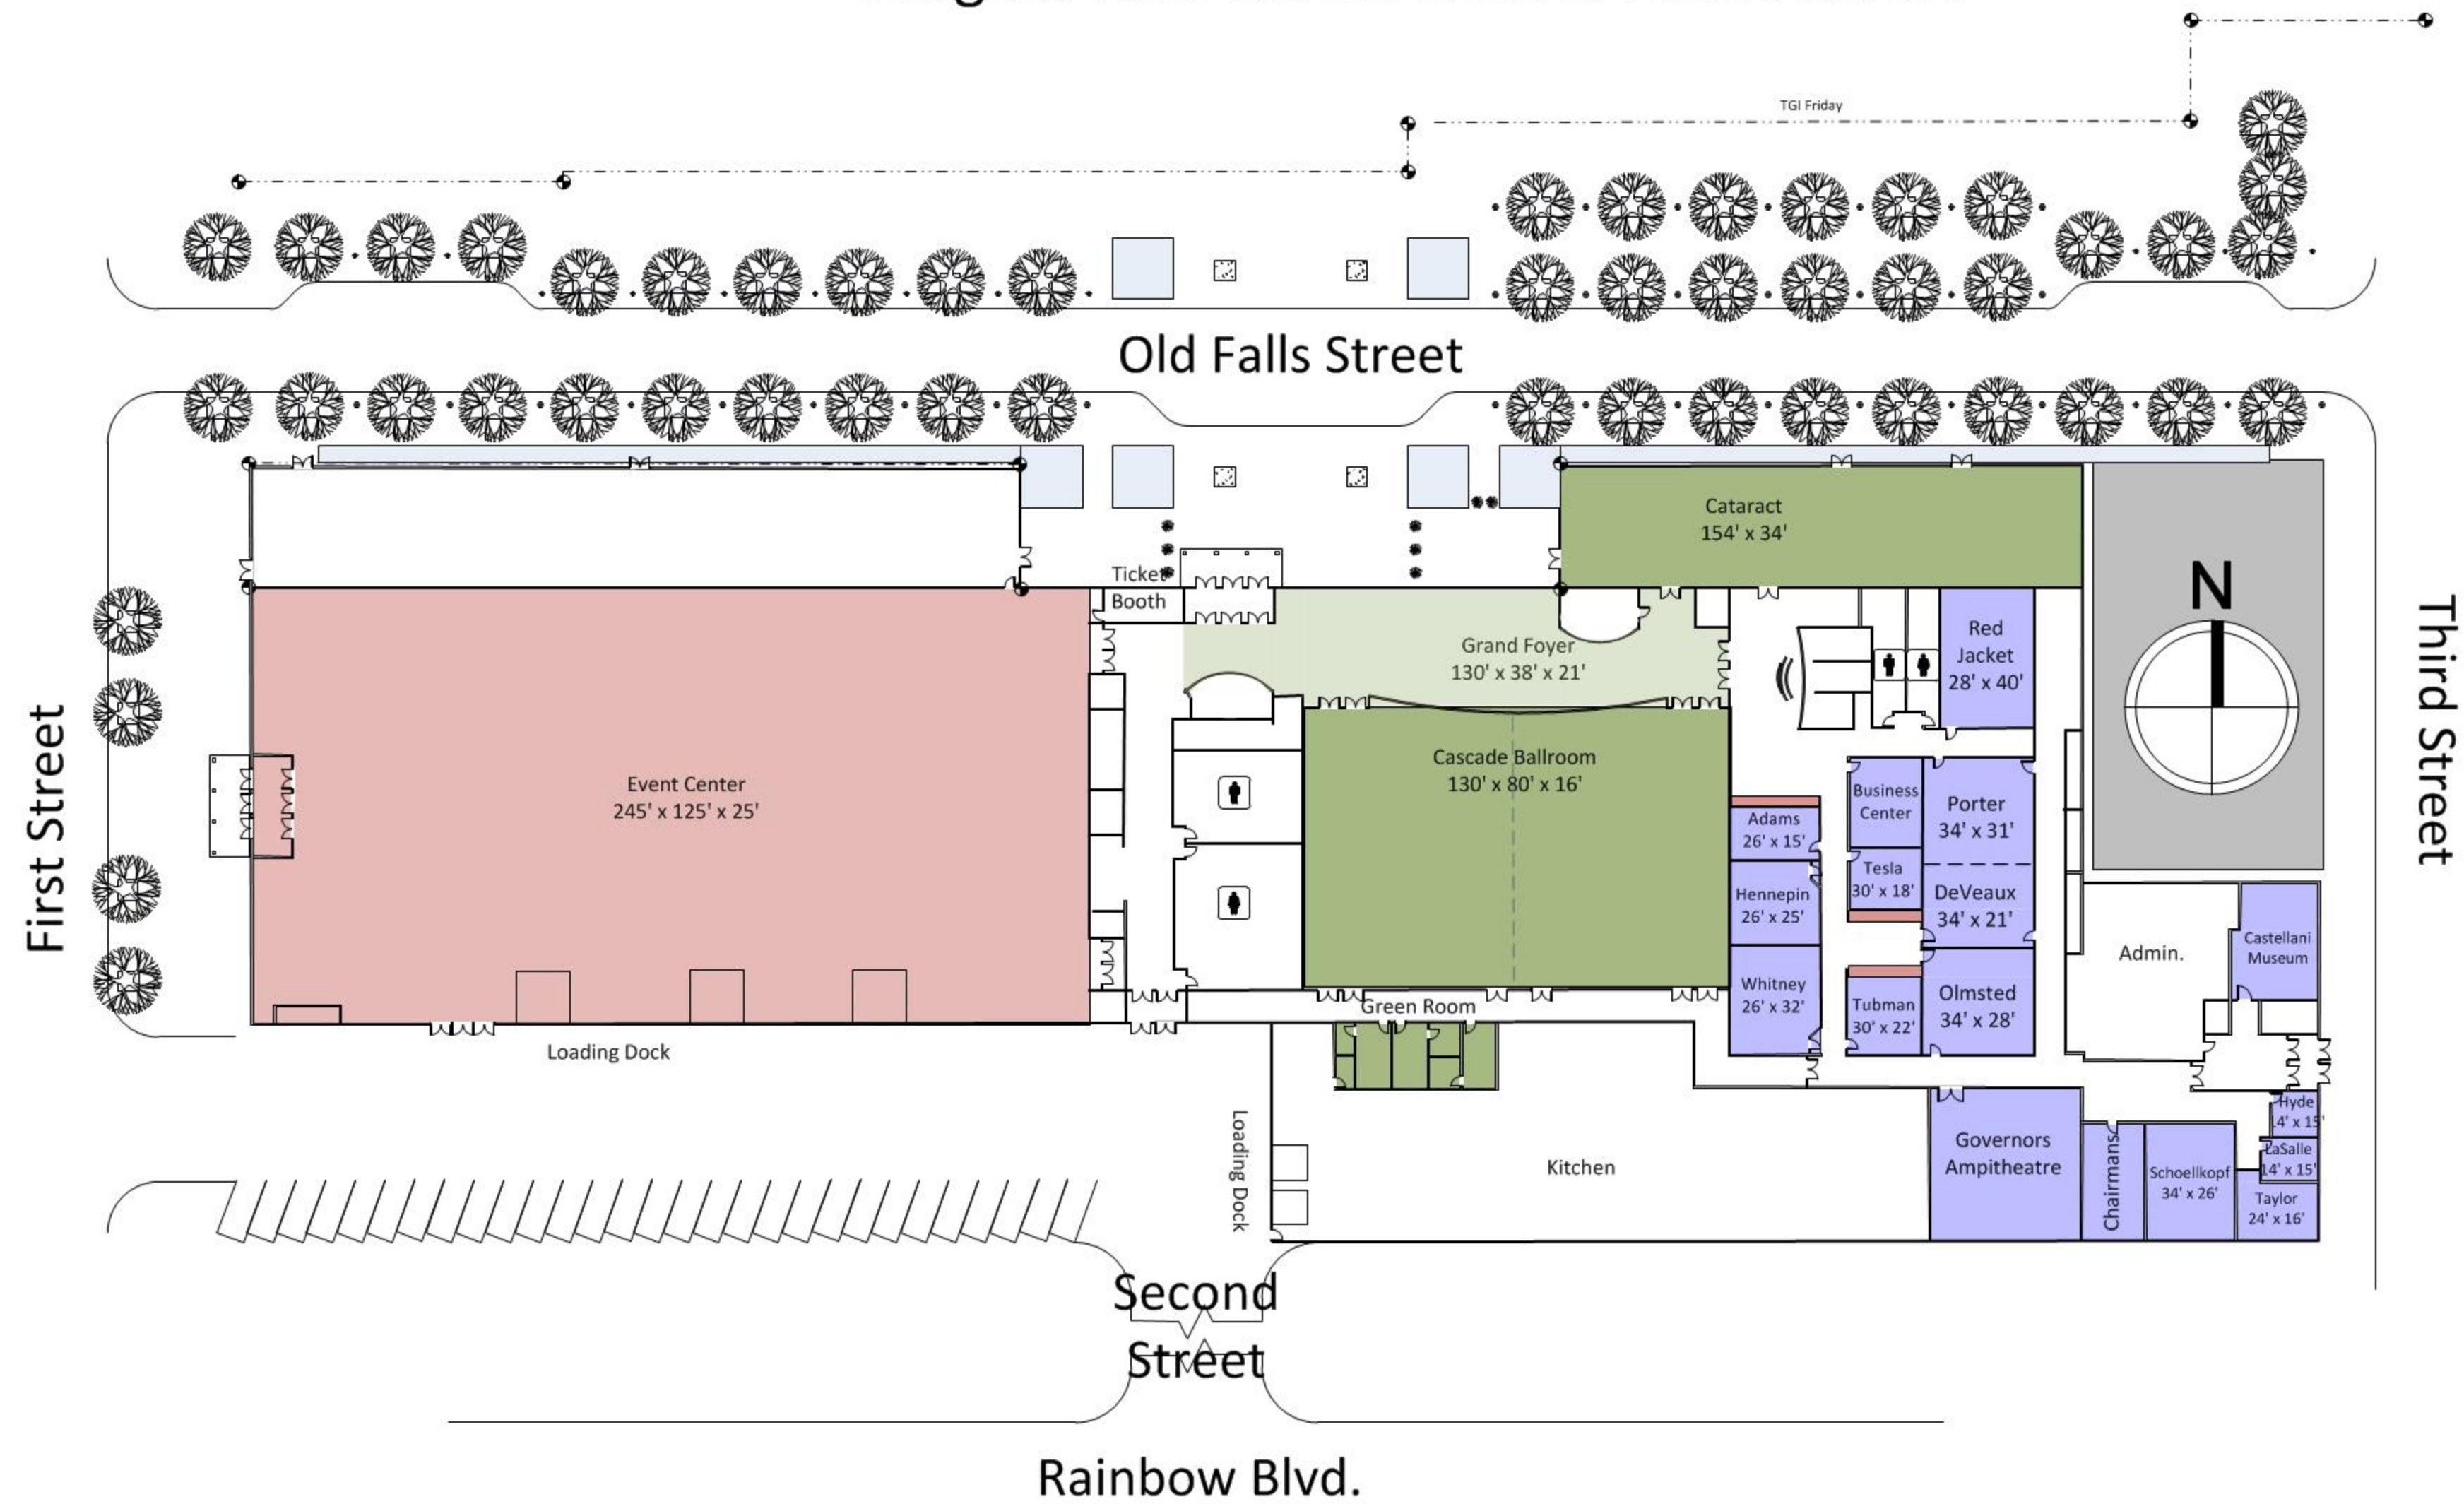 TGI Friday
Old Falls Street
Cataract
154' x 34'
N
Ticket
Booth
Grand Foyer
130' x 38' x 21'
Red
Jacket
28' x 40'
First Street
Third Street
Event Center
245' x 125' x 25'
Cascade Ballroom
130' x 80' x 16'
Adams
26' x 15'
Business
Center
Porter
34' x 31'
Hennepin
26' x 25'
Tesla
30' x 18'
DeVeaux
34' x 21'
Whitney
26' x 32'
Tubman
30' x 22'
Olmsted
34' x 28'
Admin.
Castellani
Museum
Green Room
Loading Dock
Loading Dock
Kitchen
Governors
Ampitheatre
Chairmans
Schoellkopf
34' x 26'
Hyde
14' x 15'
LaSalle
14' x 15'
Taylor
24' x 16'
Second
Street
Rainbow Blvd.